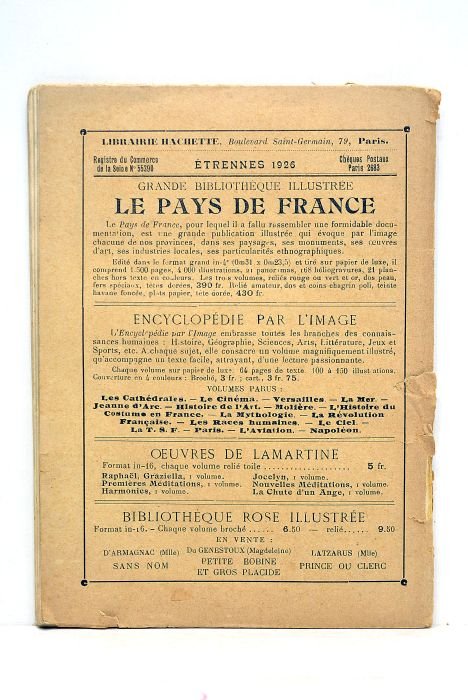 LIBRAIRIE HACHETTE, Boulevard Saint-Germain, 79, Paris.
Registre du Commerce
de la Seine N° 55390
ÉTRENNES 1926
Chèques Postaux
Paris 2663
GRANDE BIBLIOTHÈQUE ILLUSTRÉE
LE PAYS DE FRANCE
Le Pays de France, pour lequel il a fallu rassembler une formidable docu-
mentation, est une grande publication illustrée qui évoque par l'image
chacune de nos provinces, dans ses paysages, ses monuments, ses œuvres
d'art, ses industries locales, ses particularités ethnographiques.
Édité dans le format grand in-4° (0m31 x 0m23,5) et tiré sur papier de luxe, il
comprend 1.500 pages, 4 000 illustrations, 21 panoramas, 168 héliogravures, 21 plan-
ches hors texte en couleurs. Les trois volumes, reliés rouge ou vert et or, dos peau,
fers spéciaux, têtes dorées, 390 fr. Relié amateur, dos et coins chagrin poli, teinte
havane foncée, plats papier, tête dorée, 430 fr.
ENCYCLOPÉDIE PAR L'IMAGE
L'Encyclopédie par l'Image embrasse toutes les branches des connais-
sances humaines : Histoire, Géographie, Sciences, Arts, Littérature, Jeux et
Sports, etc. A chaque sujet, elle consacre un volume magnifiquement illustré,
qu'accompagne un texte facile, attrayant, d'une lecture passionnante.
Chaque volume sur papier de luxe. 64 pages de texte. 100 à 150 illustrations.
Couverture en 4 couleurs : Broché, 3 fr. ; cart., 3 fr. 75.
VOLUMES PARUS :
Les Cathédrales. — Le Cinéma. — Versailles. — La Mer. —
Jeanne d'Arc. — Histoire de l'Art. — Molière. — L'Histoire du
Costume en France. — La Mythologie. — La Révolution
Française. — Les Races humaines. — Le Ciel. —
La T. S. F. — Paris. — L'Aviation. — Napoléon.
ŒUVRES DE LAMARTINE
Format in-16, chaque volume relié toile .................... 5 fr.
Raphaël, Graziella, 1 volume.
Premières Méditations, 1 volume.
Harmonies, 1 volume.
Jocelyn, 1 volume.
Nouvelles Méditations, 1 volume.
La Chute d'un Ange, 1 volume.
BIBLIOTHÈQUE ROSE ILLUSTRÉE
Format in-16. - Chaque volume broché ...... 6.50 — relié...... 9.50
EN VENTE :
D'ARMAGNAC (Mlle)
SANS NOM
Du GENESTOUX (Magdeleine)
PETITE BOBINE
ET GROS PLACIDE
LATZARUS (Mlle)
PRINCE OU CLERC